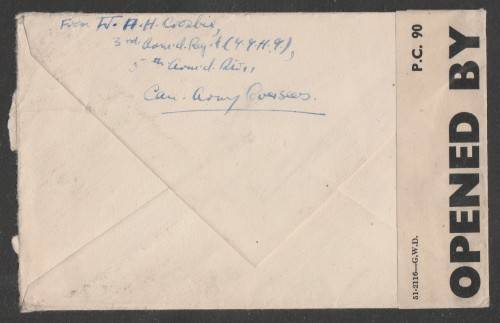 From W. A. H. Crosbie,
3rd Armd. Regt (4.G.H.G),
5th Armd. Div.
Can. Army Overseas.
P.C. 90
OPENED BY
51-2116—G.W.D.